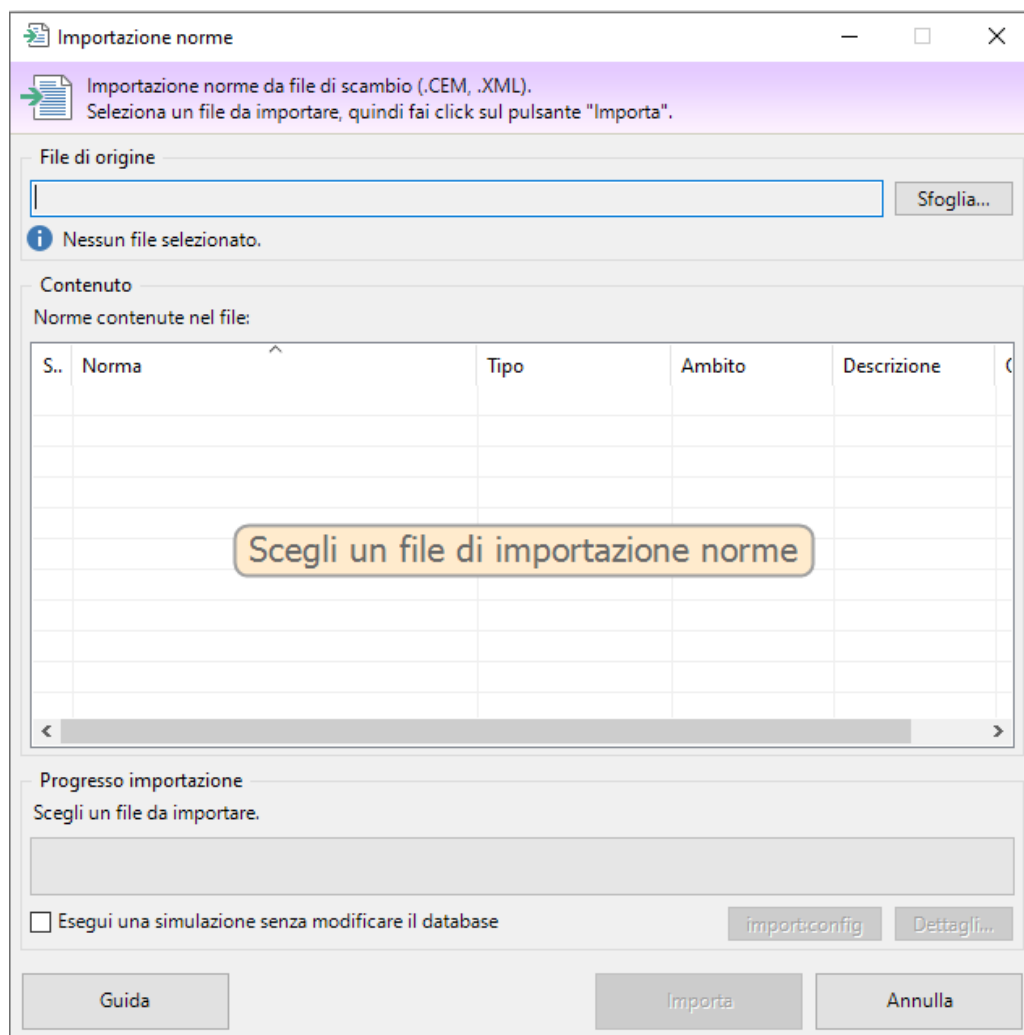 Importazione norme
Importazione norme da file di scambio (.CEM, .XML).
Seleziona un file da importare, quindi fai click sul pulsante "Importa".
File di origine
Sfoglia...
Nessun file selezionato.
Contenuto
Norme contenute nel file:
S.. Norma Tipo Ambito Descrizione
Scegli un file di importazione norme
Progresso importazione
Scegli un file da importare.
Esegui una simulazione senza modificare il database import:config Dettagli...
Guida Importa Annulla